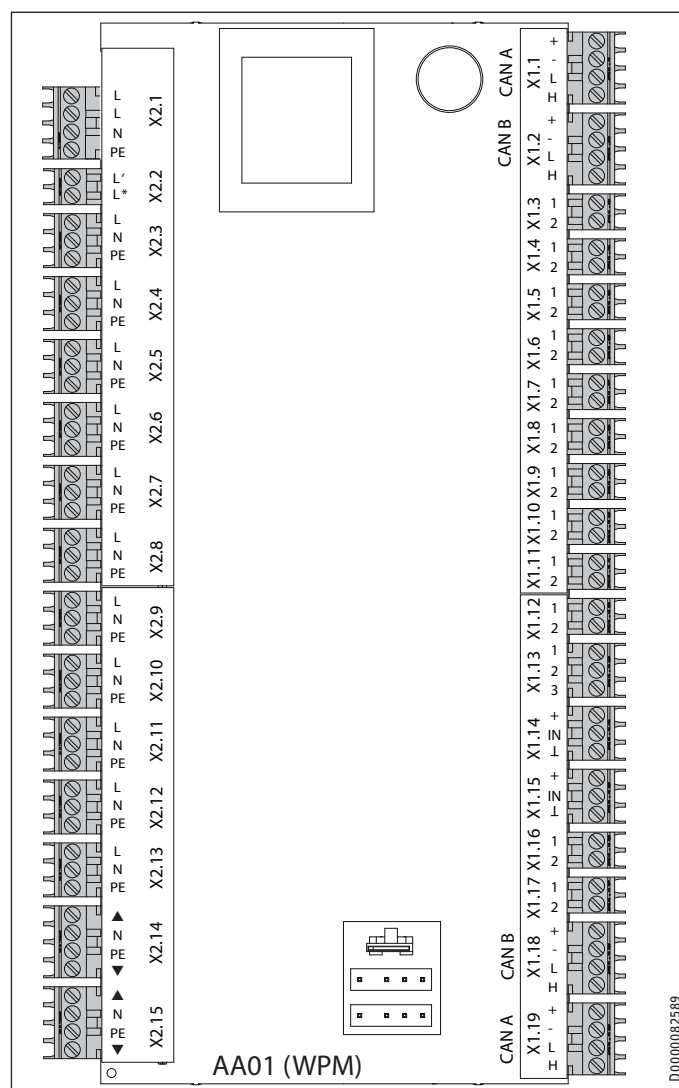 L
L
N
PE
X2.1
L'
L*
X2.2
L
N
PE
X2.3
L
N
PE
X2.4
L
N
PE
X2.5
L
N
PE
X2.6
L
N
PE
X2.7
L
N
PE
X2.8
L
N
PE
X2.9
L
N
PE
X2.10
L
N
PE
X2.11
L
N
PE
X2.12
L
N
PE
X2.13
▲
N
PE
▼
X2.14
▲
N
PE
▼
X2.15
CAN A
X1.1
+
-
L
H
CAN B
X1.2
+
-
L
H
X1.3
1
2
X1.4
1
2
X1.5
1
2
X1.6
1
2
X1.7
1
2
X1.8
1
2
X1.9
1
2
X1.10
1
2
X1.11
1
2
X1.12
1
2
X1.13
1
2
3
X1.14
+
IN
⊥
X1.15
+
IN
⊥
X1.16
1
2
X1.17
1
2
CAN B
X1.18
+
-
L
H
CAN A
X1.19
+
-
L
H
AA01 (WPM)
D0000082589